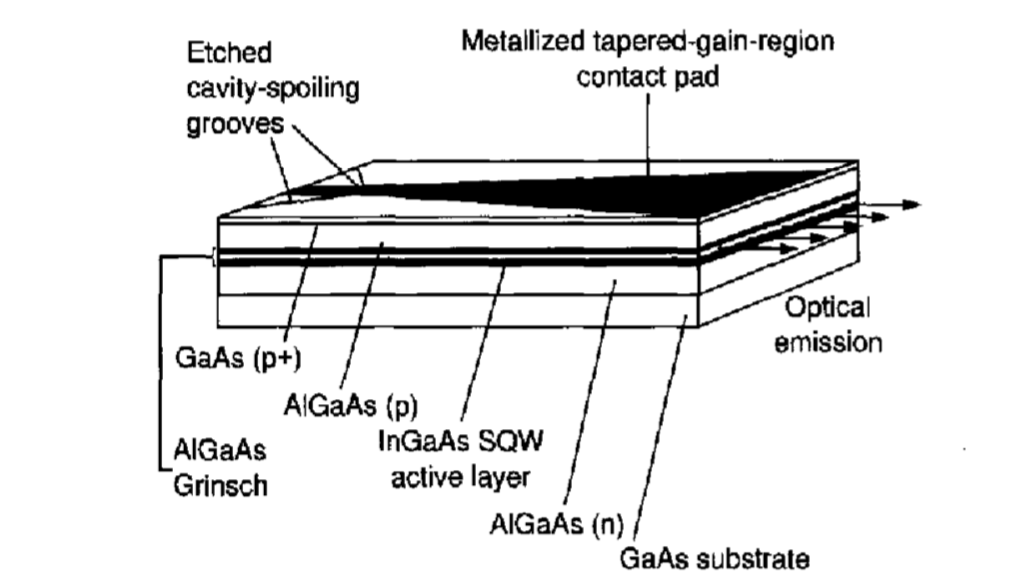 Etched
cavity-spoiling
grooves
Metallized tapered-gain-region
contact pad
Optical
emission
GaAs (p+)
AlGaAs (p)
InGaAs SQW
active layer
AlGaAs
Grinsch
AlGaAs (n)
GaAs substrate